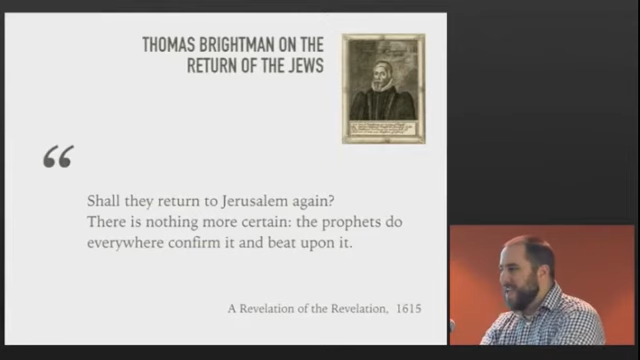 THOMAS BRIGHTMAN ON THE
RETURN OF THE JEWS
“
Shall they return to Jerusalem again?
There is nothing more certain: the prophets do
everywhere confirm it and beat upon it.
A Revelation of the Revelation, 1615